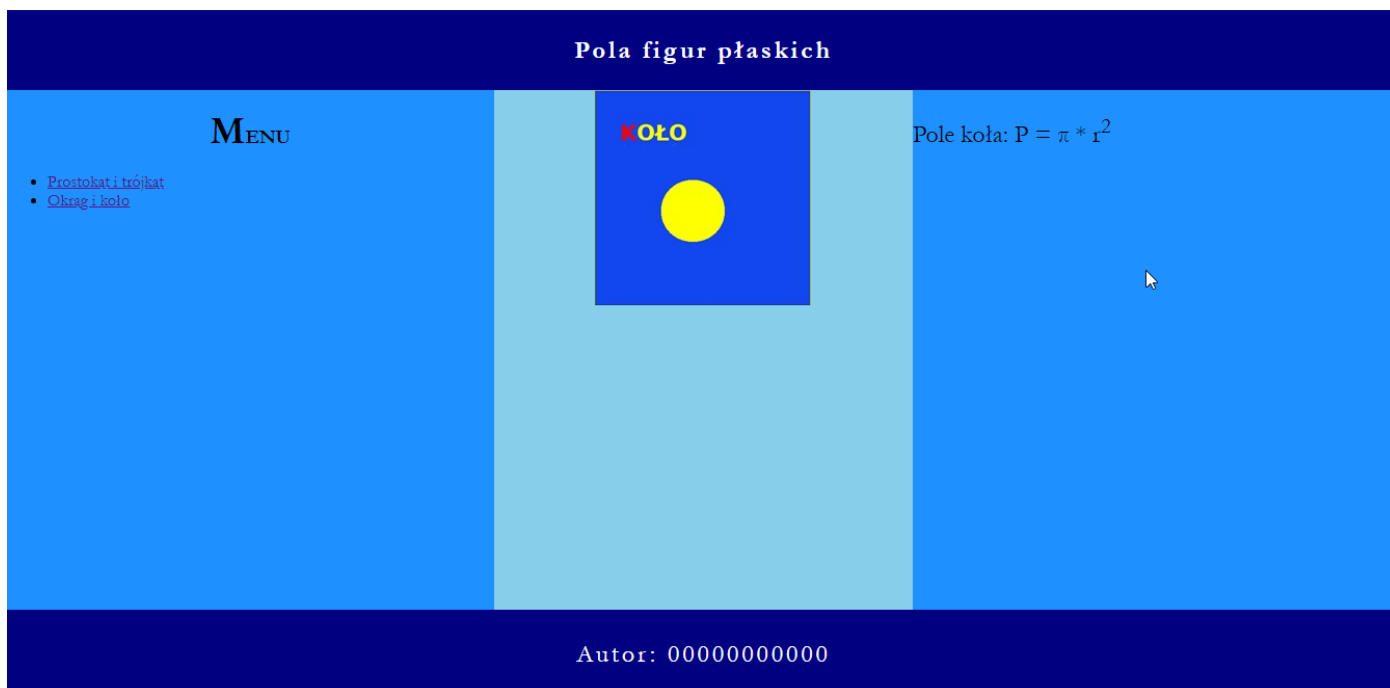 Pola figur płaskich
MENU
Prostokąt i trójkąt
Okrąg i koło
KOŁO
Pole koła: P = π * r²
Autor: 00000000000